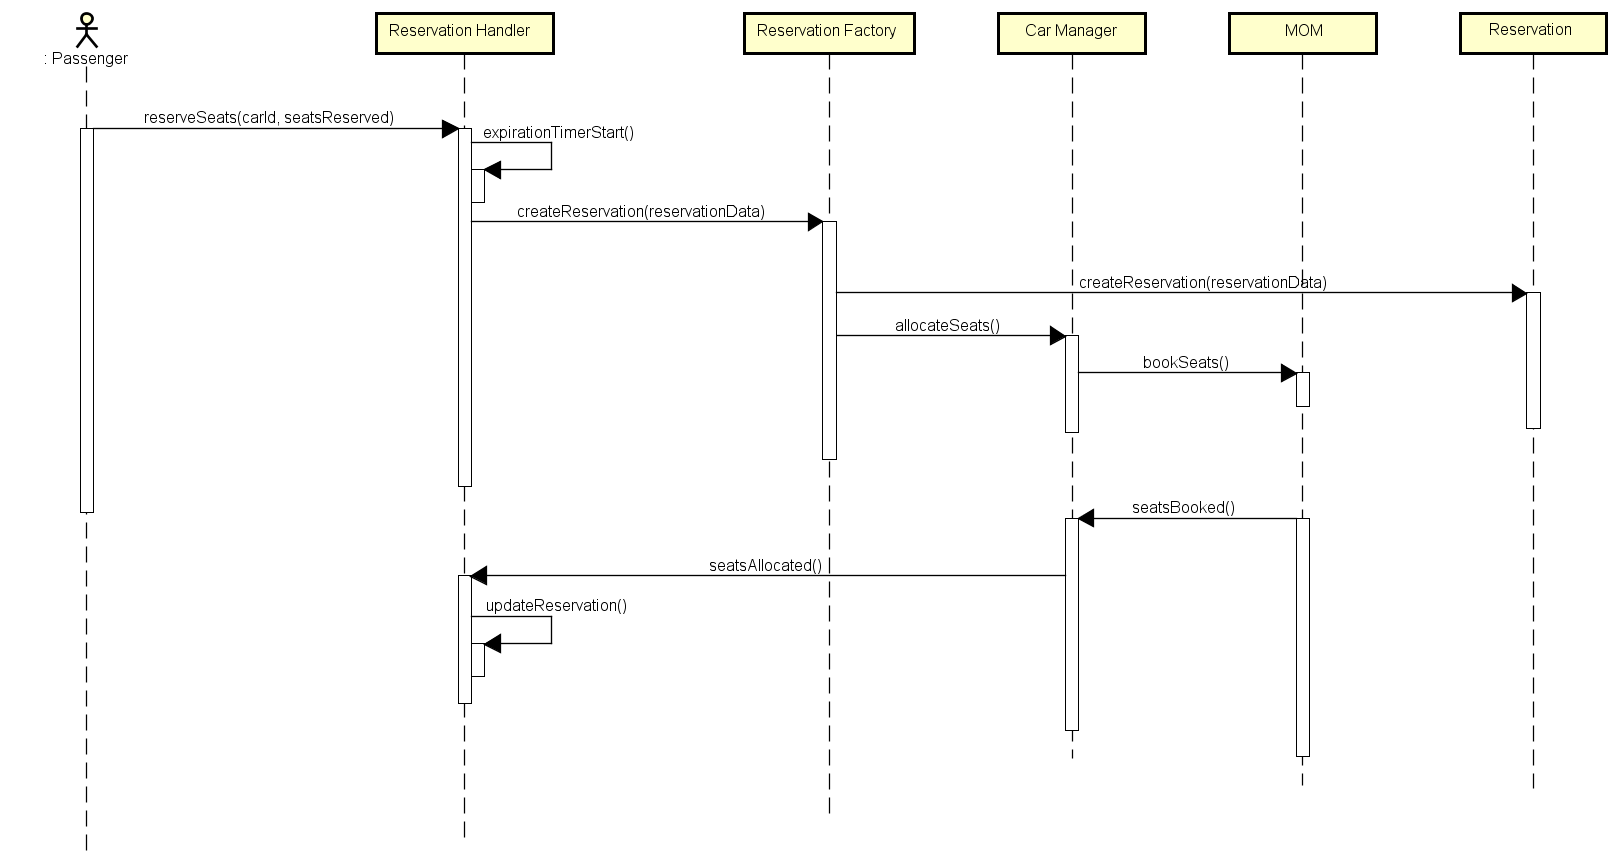 : Passenger
Reservation Handler
Reservation Factory
Car Manager
MOM
Reservation
reserveSeats(carId, seatsReserved)
expirationTimerStart()
createReservation(reservationData)
createReservation(reservationData)
allocateSeats()
bookSeats()
seatsBooked()
seatsAllocated()
updateReservation()